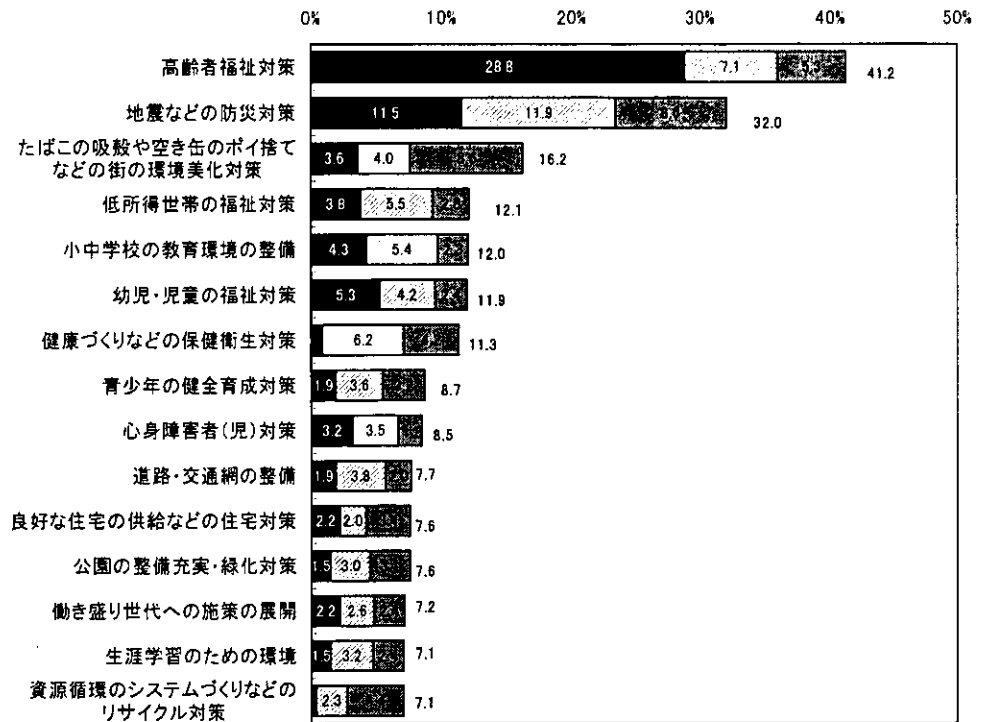 0% 10% 20% 30% 40% 50%
高齢者福祉対策 28.8 7.1 41.2
地震などの防災対策 11.5 11.9 32.0
たばこの吸殻や空き缶のポイ捨て
などの街の環境美化対策 3.6 4.0 16.2
低所得世帯の福祉対策 3.8 5.5 12.1
小中学校の教育環境の整備 4.3 5.4 12.0
幼児・児童の福祉対策 5.3 4.2 11.9
健康づくりなどの保健衛生対策 6.2 11.3
青少年の健全育成対策 1.9 3.6 8.7
心身障害者(児)対策 3.2 3.5 8.5
道路・交通網の整備 1.9 3.8 7.7
良好な住宅の供給などの住宅対策 2.2 2.0 7.6
公園の整備充実・緑化対策 1.5 3.0 7.6
働き盛り世代への施策の展開 2.2 2.6 7.2
生涯学習のための環境 1.5 3.2 7.1
資源循環のシステムづくりなどの
リサイクル対策 2.3 7.1